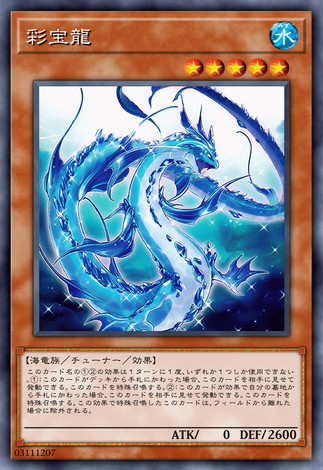 彩宝龍
水
【海竜族／チューナー／効果】
このカード名の①②の効果は１ターンに１度、いずれか１つしか使用できない
。①：このカードがデッキから手札に加わった場合、このカードを相手に見せて
発動できる。このカードを特殊召喚する。②：このカードが効果で自分の墓地か
ら手札に加わった場合、このカードを相手に見せて発動できる。このカードを
特殊召喚する。この効果で特殊召喚したこのカードは、フィールドから離れた
場合に除外される。
ATK/ 0 DEF/2600
03111207